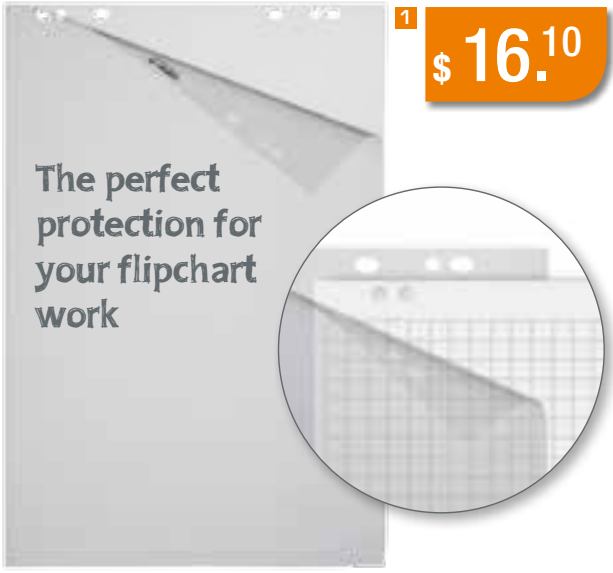 1
$ 16.10
The perfect
protection for
your flipchart
work